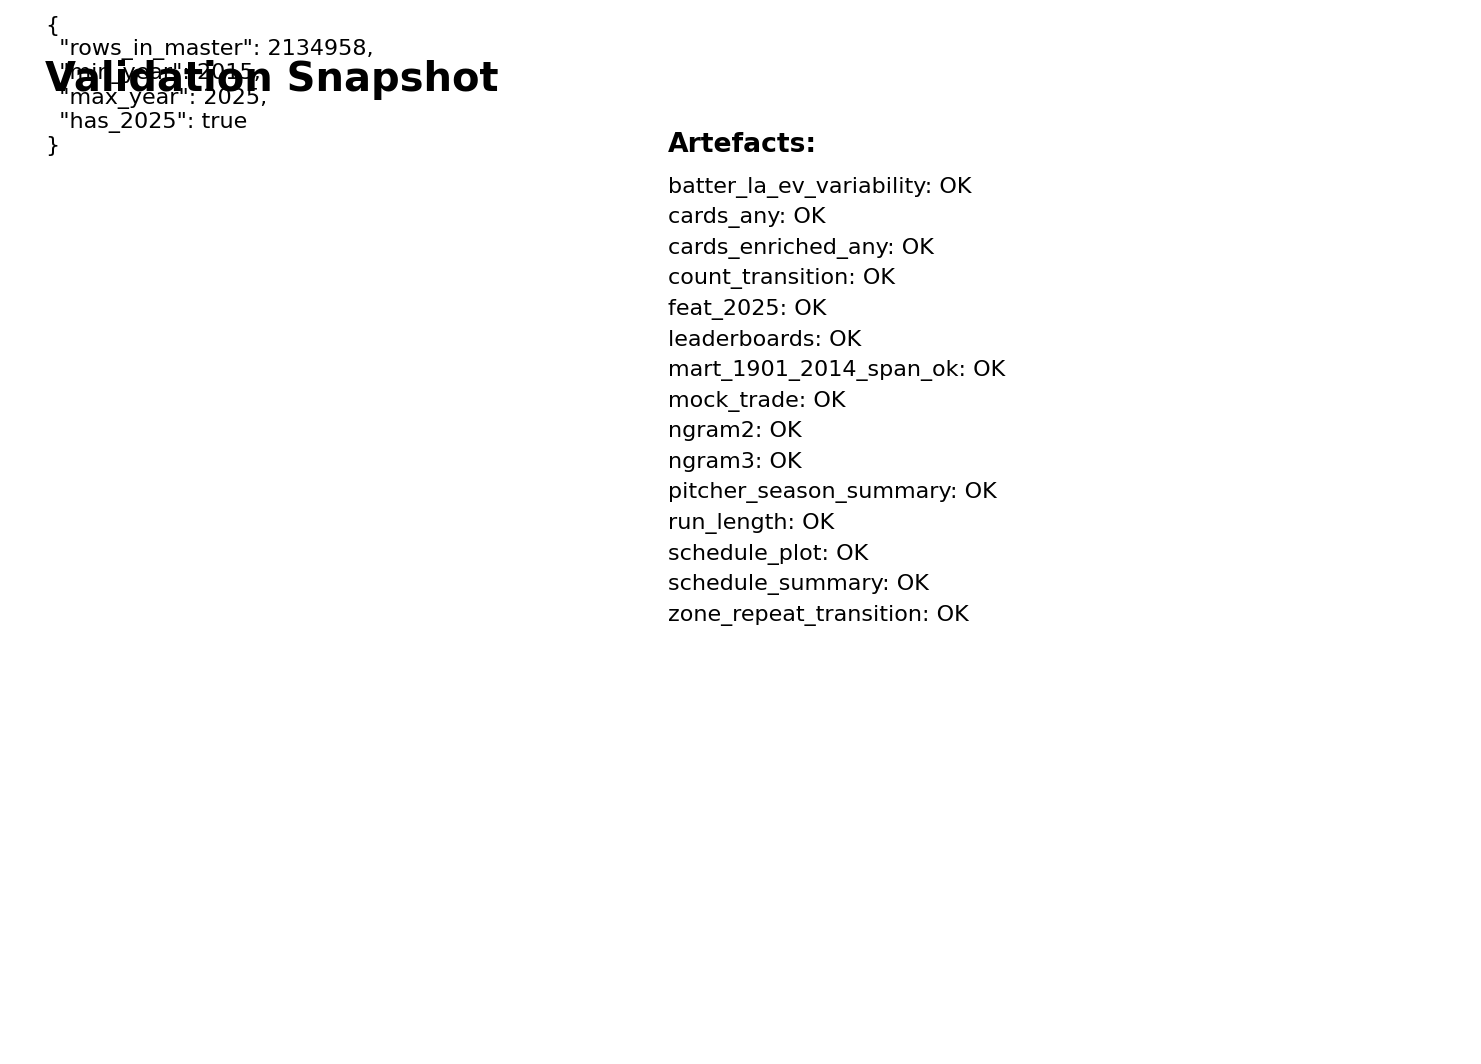 {
"rows_in_master": 2134958,
"min_year": 2015,
Validation Snapshot
"max_year": 2025,
"has_2025": true
}
Artefacts:
batter_la_ev_variability: OK
cards_any: OK
cards_enriched_any: OK
count_transition: OK
feat_2025: OK
leaderboards: OK
mart_1901_2014_span_ok: OK
mock_trade: OK
ngram2: OK
ngram3: OK
pitcher_season_summary: OK
run_length: OK
schedule_plot: OK
schedule_summary: OK
zone_repeat_transition: OK